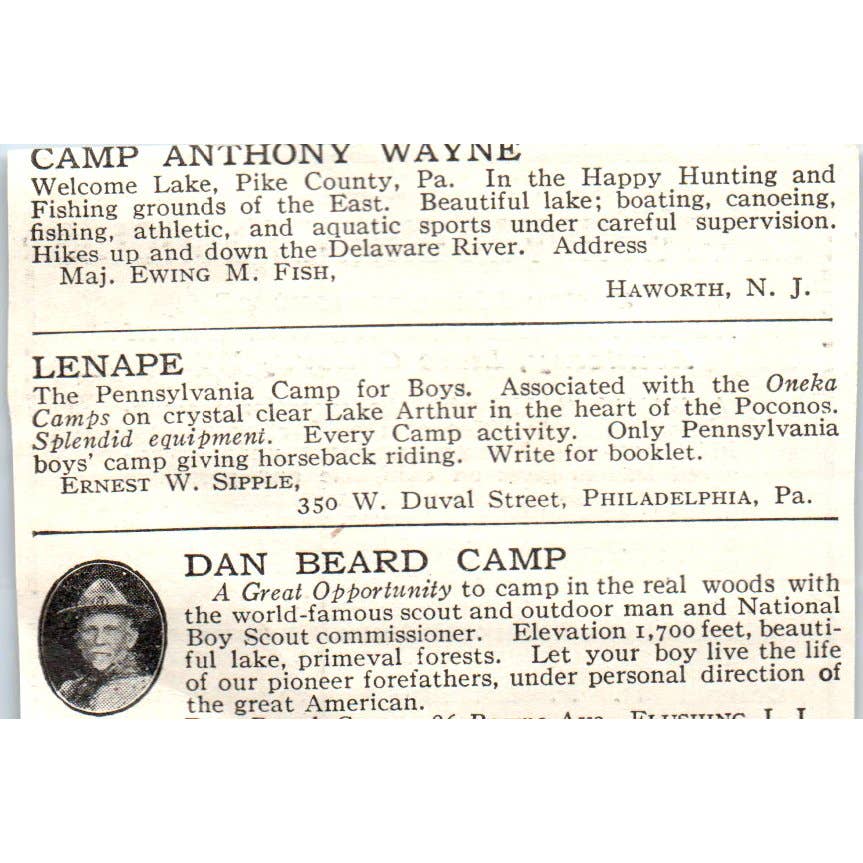 CAMP ANTHONY WAYNE
Welcome Lake, Pike County, Pa. In the Happy Hunting and
Fishing grounds of the East. Beautiful lake; boating, canoeing,
fishing, athletic, and aquatic sports under careful supervision.
Hikes up and down the Delaware River. Address
Maj. EWING M. FISH,
HAWORTH, N. J.
LENAPE
The Pennsylvania Camp for Boys. Associated with the Oneka
Camps on crystal clear Lake Arthur in the heart of the Poconos.
Splendid equipment. Every Camp activity. Only Pennsylvania
boys' camp giving horseback riding. Write for booklet.
ERNEST W. SIPPLE,
350 W. Duval Street, PHILADELPHIA, Pa.
DAN BEARD CAMP
A Great Opportunity to camp in the real woods with
the world-famous scout and outdoor man and National
Boy Scout commissioner. Elevation 1,700 feet, beauti-
ful lake, primeval forests. Let your boy live the life
of our pioneer forefathers, under personal direction of
the great American.
FLUSHING, L. I.